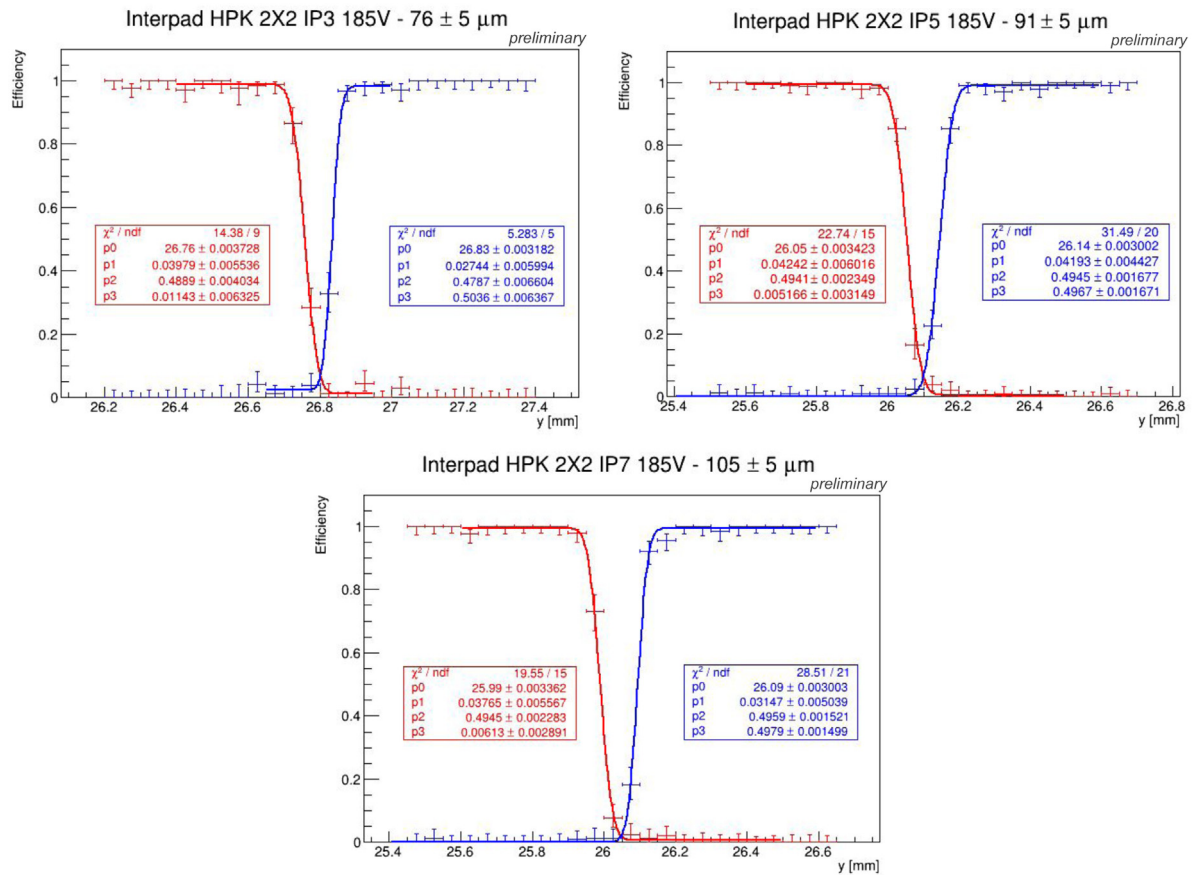 Interpad HPK 2X2 IP3 185V - 76 ± 5 μm
preliminary
Efficiency
1
0.8
0.6
0.4
0.2
0
χ² / ndf 14.38 / 9
p0 26.76 ± 0.003728
p1 0.03979 ± 0.005536
p2 0.4889 ± 0.004034
p3 0.01143 ± 0.006325
χ² / ndf 5.283 / 5
p0 26.83 ± 0.003182
p1 0.02744 ± 0.005994
p2 0.4787 ± 0.006604
p3 0.5036 ± 0.006367
26.2 26.4 26.6 26.8 27 27.2 27.4
y [mm]
Interpad HPK 2X2 IP5 185V - 91 ± 5 μm
preliminary
Efficiency
1
0.8
0.6
0.4
0.2
0
χ² / ndf 22.74 / 15
p0 26.05 ± 0.003423
p1 0.04242 ± 0.006016
p2 0.4941 ± 0.002349
p3 0.005166 ± 0.003149
χ² / ndf 31.49 / 20
p0 26.14 ± 0.003002
p1 0.04193 ± 0.004427
p2 0.4945 ± 0.001677
p3 0.4967 ± 0.001671
25.4 25.6 25.8 26 26.2 26.4 26.6 26.8
y [mm]
Interpad HPK 2X2 IP7 185V - 105 ± 5 μm
preliminary
Efficiency
1
0.8
0.6
0.4
0.2
0
χ² / ndf 19.55 / 15
p0 25.99 ± 0.003362
p1 0.03765 ± 0.005567
p2 0.4945 ± 0.002283
p3 0.00613 ± 0.002891
χ² / ndf 28.51 / 21
p0 26.09 ± 0.003003
p1 0.03147 ± 0.005039
p2 0.4959 ± 0.001521
p3 0.4979 ± 0.001499
25.4 25.6 25.8 26 26.2 26.4 26.6
y [mm]